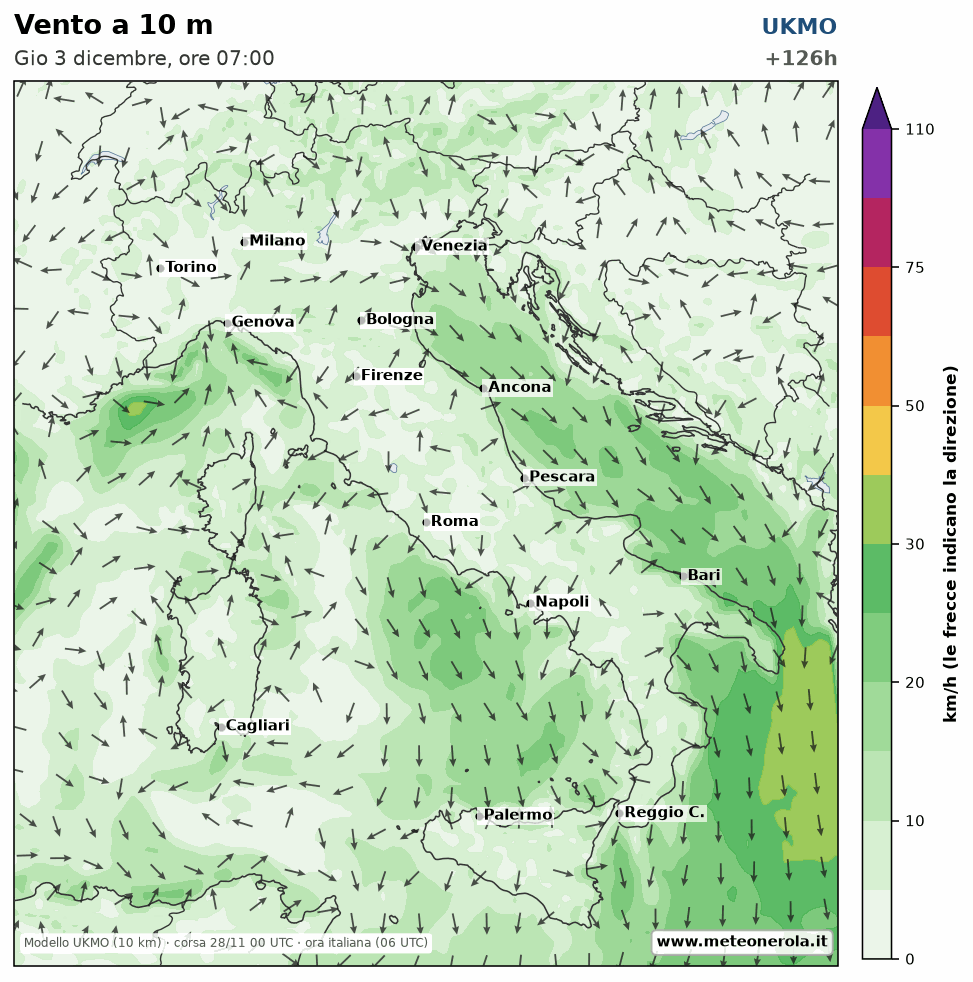 Vento a 10 m
UKMO
Gio 3 dicembre, ore 07:00
+126h
110
75
50
30
20
10
0
km/h (le frecce indicano la direzione)
Milano
Venezia
Torino
Genova
Bologna
Firenze
Ancona
Pescara
Roma
Bari
Napoli
Cagliari
Palermo
Reggio C.
Modello UKMO (10 km) · corsa 28/11 00 UTC · ora italiana (06 UTC)
www.meteonerola.it